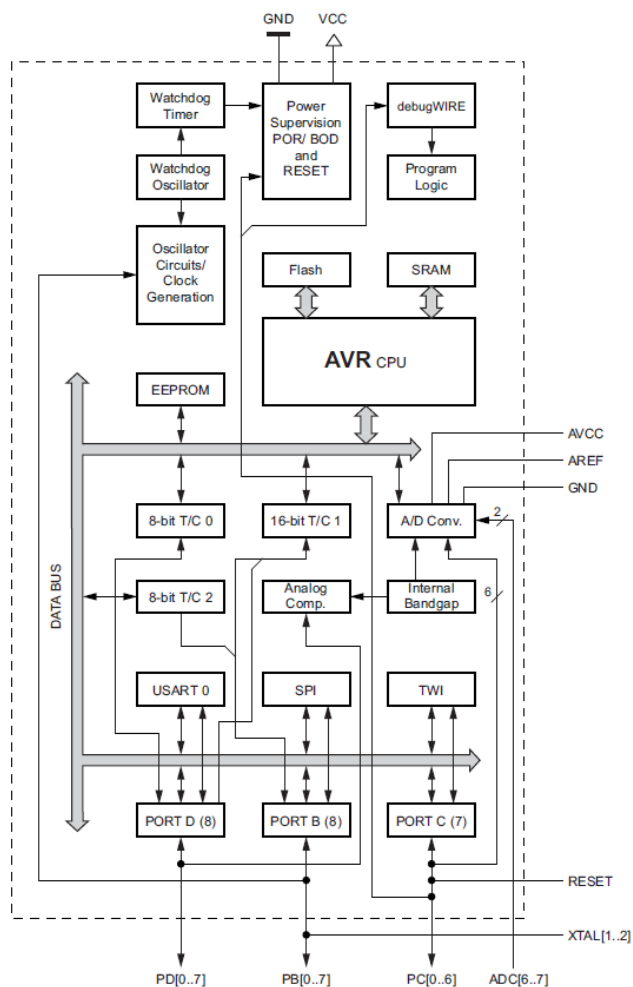 GND
VCC
Watchdog
Timer
Power
Supervision
POR/ BOD
and
RESET
debugWIRE
Watchdog
Oscillator
Program
Logic
Oscillator
Circuits/
Clock
Generation
Flash
SRAM
AVR CPU
EEPROM
AVCC
AREF
GND
8-bit T/C 0
16-bit T/C 1
A/D Conv.
2
DATA BUS
8-bit T/C 2
Analog
Comp.
Internal
Bandgap
6
USART 0
SPI
TWI
PORT D (8)
PORT B (8)
PORT C (7)
RESET
XTAL[1..2]
PD[0..7]
PB[0..7]
PC[0..6]
ADC[6..7]